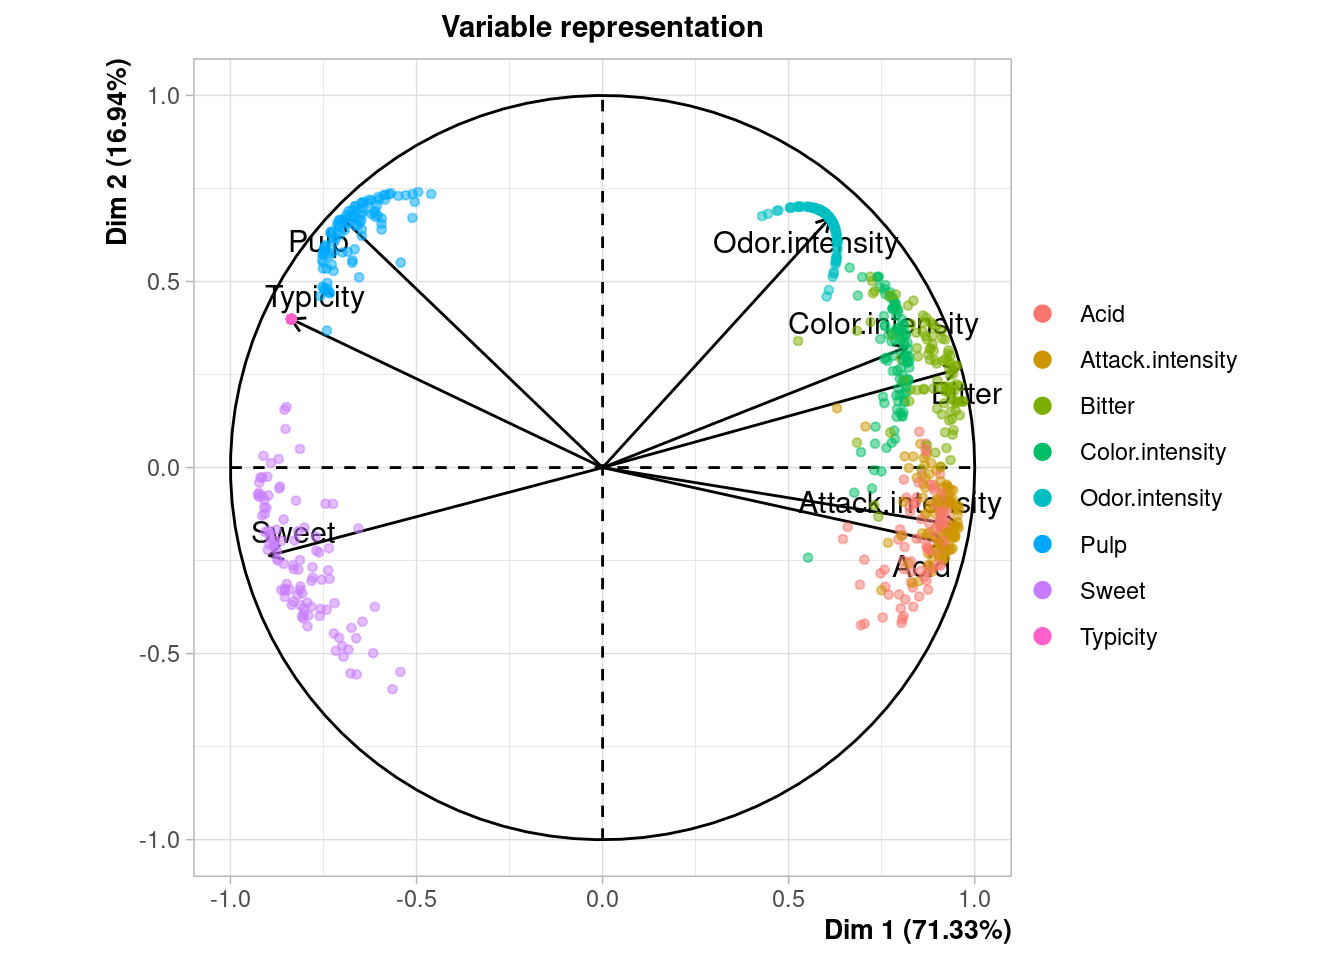 Variable representation
Dim 2 (16.94%)
1.0
0.5
0.0
-0.5
-1.0
Pulp
Odor.intensity
Typicity
Color.intensity
Bitter
Attack.intensity
Sweet
Acid
-1.0
-0.5
0.0
0.5
1.0
Dim 1 (71.33%)
Acid
Attack.intensity
Bitter
Color.intensity
Odor.intensity
Pulp
Sweet
Typicity